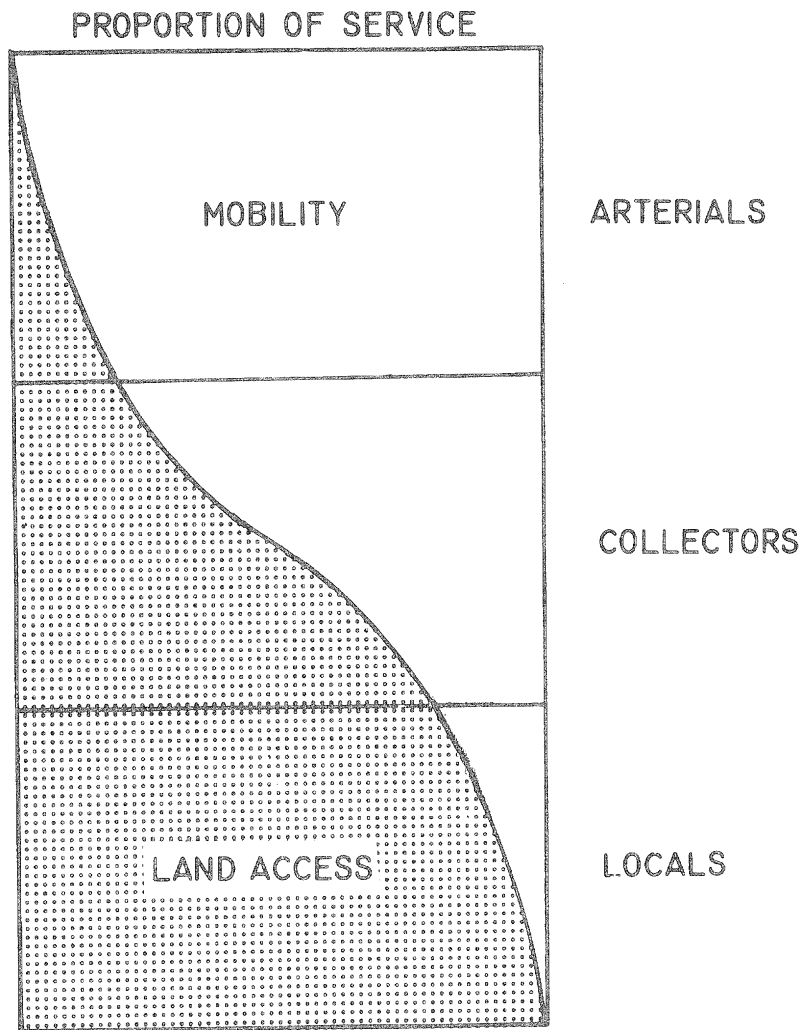 PROPORTION OF SERVICE
MOBILITY
ARTERIALS
COLLECTORS
LAND ACCESS
LOCALS